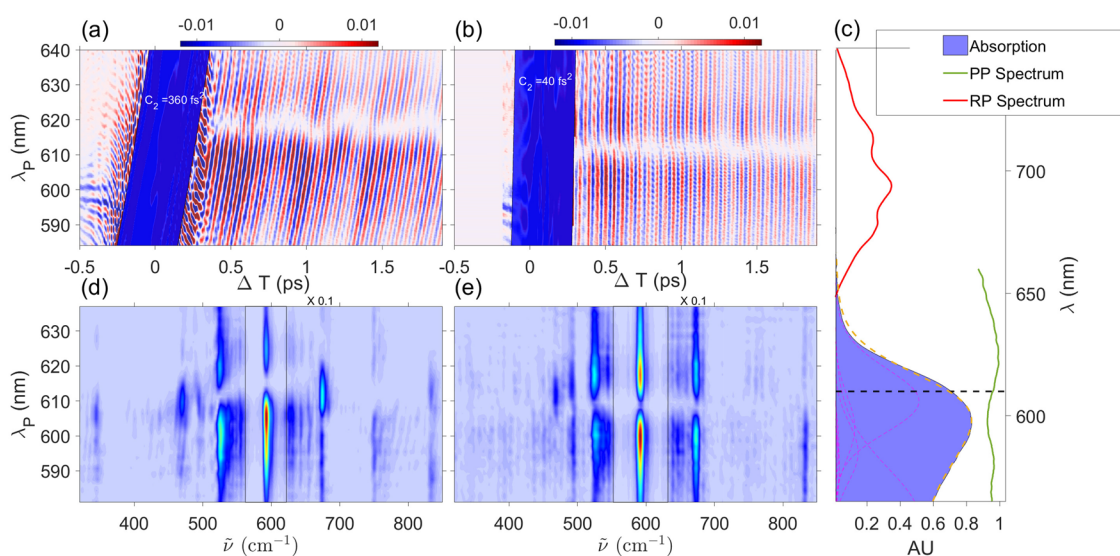 (a)
-0.01 0 0.01
640
630
620
610
600
590
λP (nm)
C2 =360 fs2
-0.5 0 0.5 1 1.5
Δ T (ps)
(b)
-0.01 0 0.01
C2 =40 fs2
-0.5 0 0.5 1 1.5
Δ T (ps)
(c)
Absorption
PP Spectrum
RP Spectrum
700
650
600
λ (nm)
0.2 0.4 0.6 0.8 1
AU
(d)
X 0.1
630
620
610
600
590
λP (nm)
400 500 600 700 800
ν̃ (cm−1)
(e)
X 0.1
400 500 600 700 800
ν̃ (cm−1)